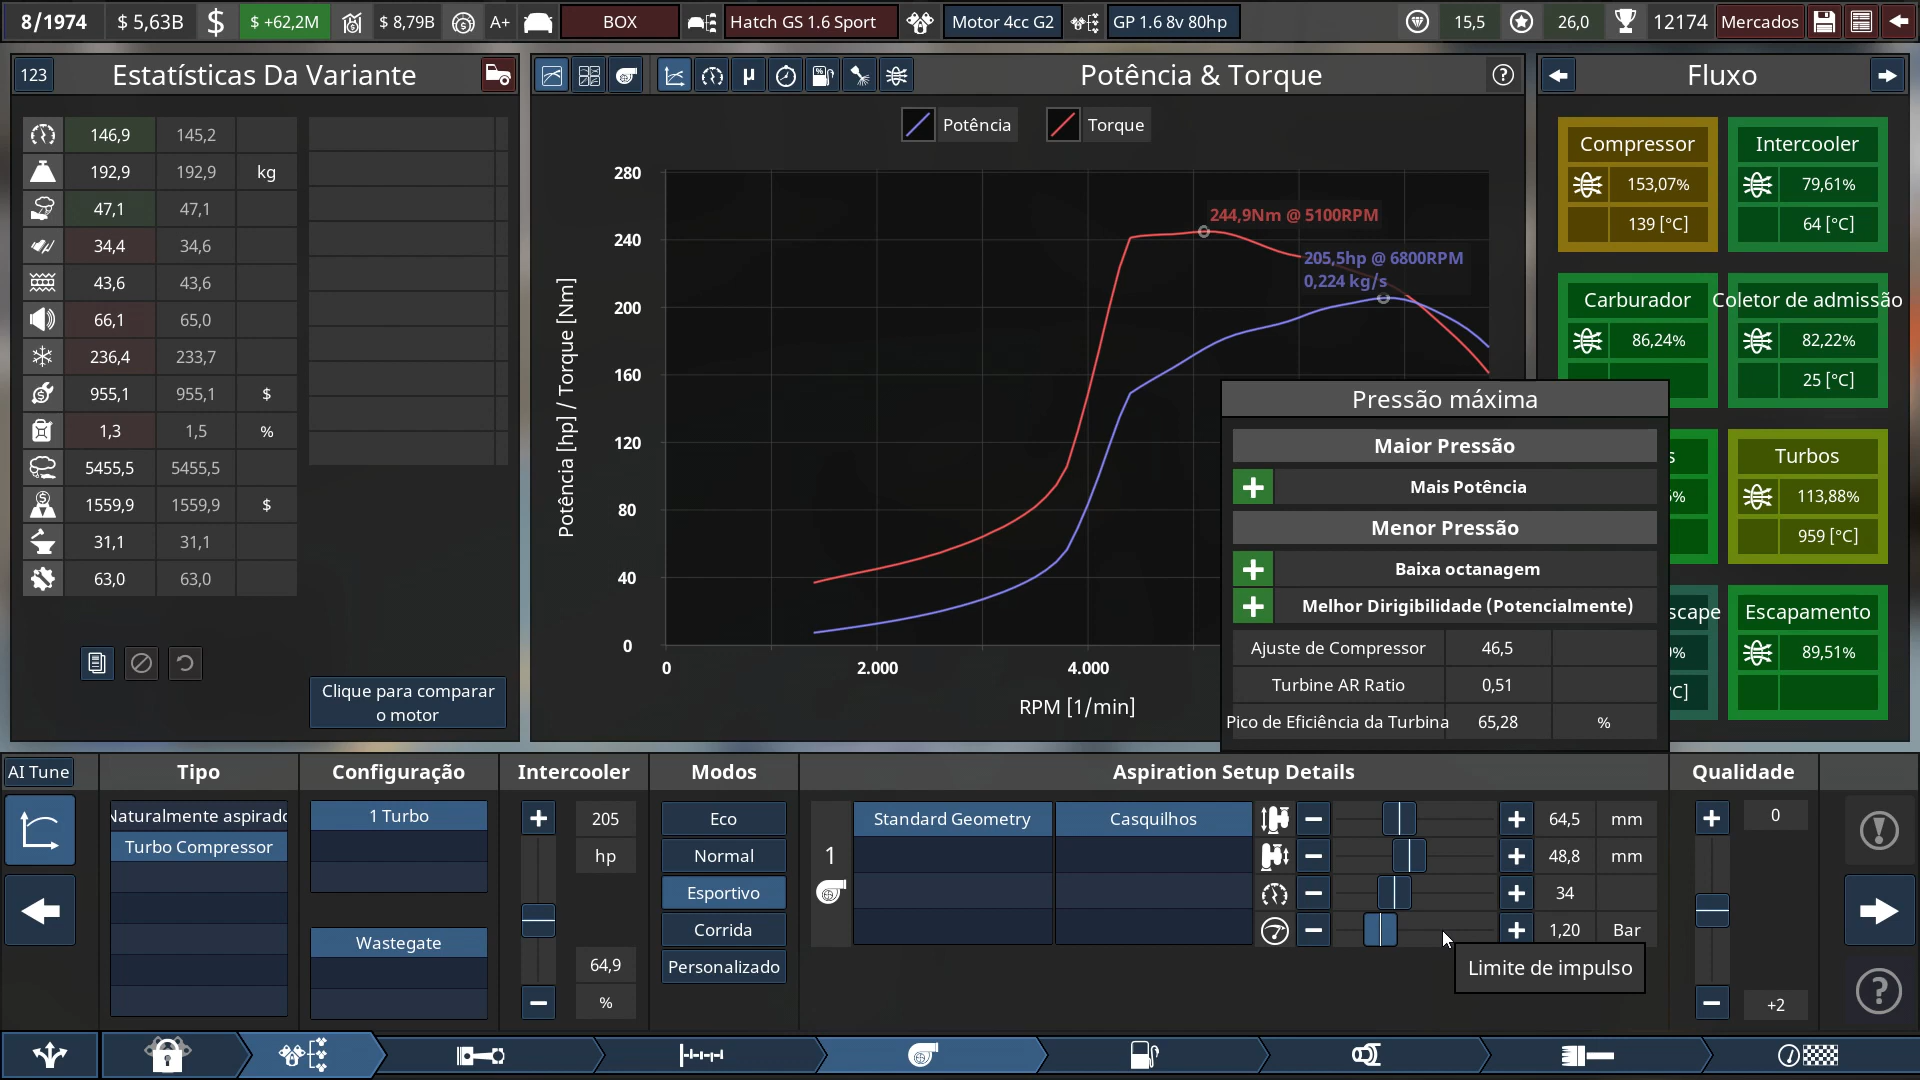 8/1974
$ 5,63B
$ +62,2M
$ 8,79B
A+
BOX
Hatch GS 1.6 Sport
Motor 4cc G2
GP 1.6 8v 80hp
15,5
26,0
12174
Mercados
123
Estatísticas Da Variante
146,9 145,2
192,9 192,9 kg
47,1 47,1
34,4 34,6
43,6 43,6
66,1 65,0
236,4 233,7
955,1 955,1 $
1,3 1,5 %
5455,5 5455,5
1559,9 1559,9 $
31,1 31,1
63,0 63,0
Clique para comparar
o motor
μ
Potência & Torque
?
Potência
Torque
280
240
200
160
120
80
40
0
244,9Nm @ 5100RPM
205,5hp @ 6800RPM
0,224 kg/s
Potência [hp] / Torque [Nm]
0
2.000
4.000
RPM [1/min]
Pressão máxima
Maior Pressão
Mais Potência
Menor Pressão
Baixa octanagem
Melhor Dirigibilidade (Potencialmente)
Ajuste de Compressor 46,5
Turbine AR Ratio 0,51
Pico de Eficiência da Turbina 65,28 %
Fluxo
Compressor
153,07%
139 [°C]
Intercooler
79,61%
64 [°C]
Carburador
86,24%
Coletor de admissão
82,22%
25 [°C]
Turbos
113,88%
959 [°C]
scape
Escapamento
89,51%
AI Tune
Tipo
Naturalmente aspirado
Turbo Compressor
Configuração
1 Turbo
Wastegate
Intercooler
205
hp
64,9
%
Modos
Eco
Normal
Esportivo
Corrida
Personalizado
Aspiration Setup Details
1
Standard Geometry
Casquilhos
64,5 mm
48,8 mm
34
1,20 Bar
Limite de impulso
Qualidade
0
+2
?